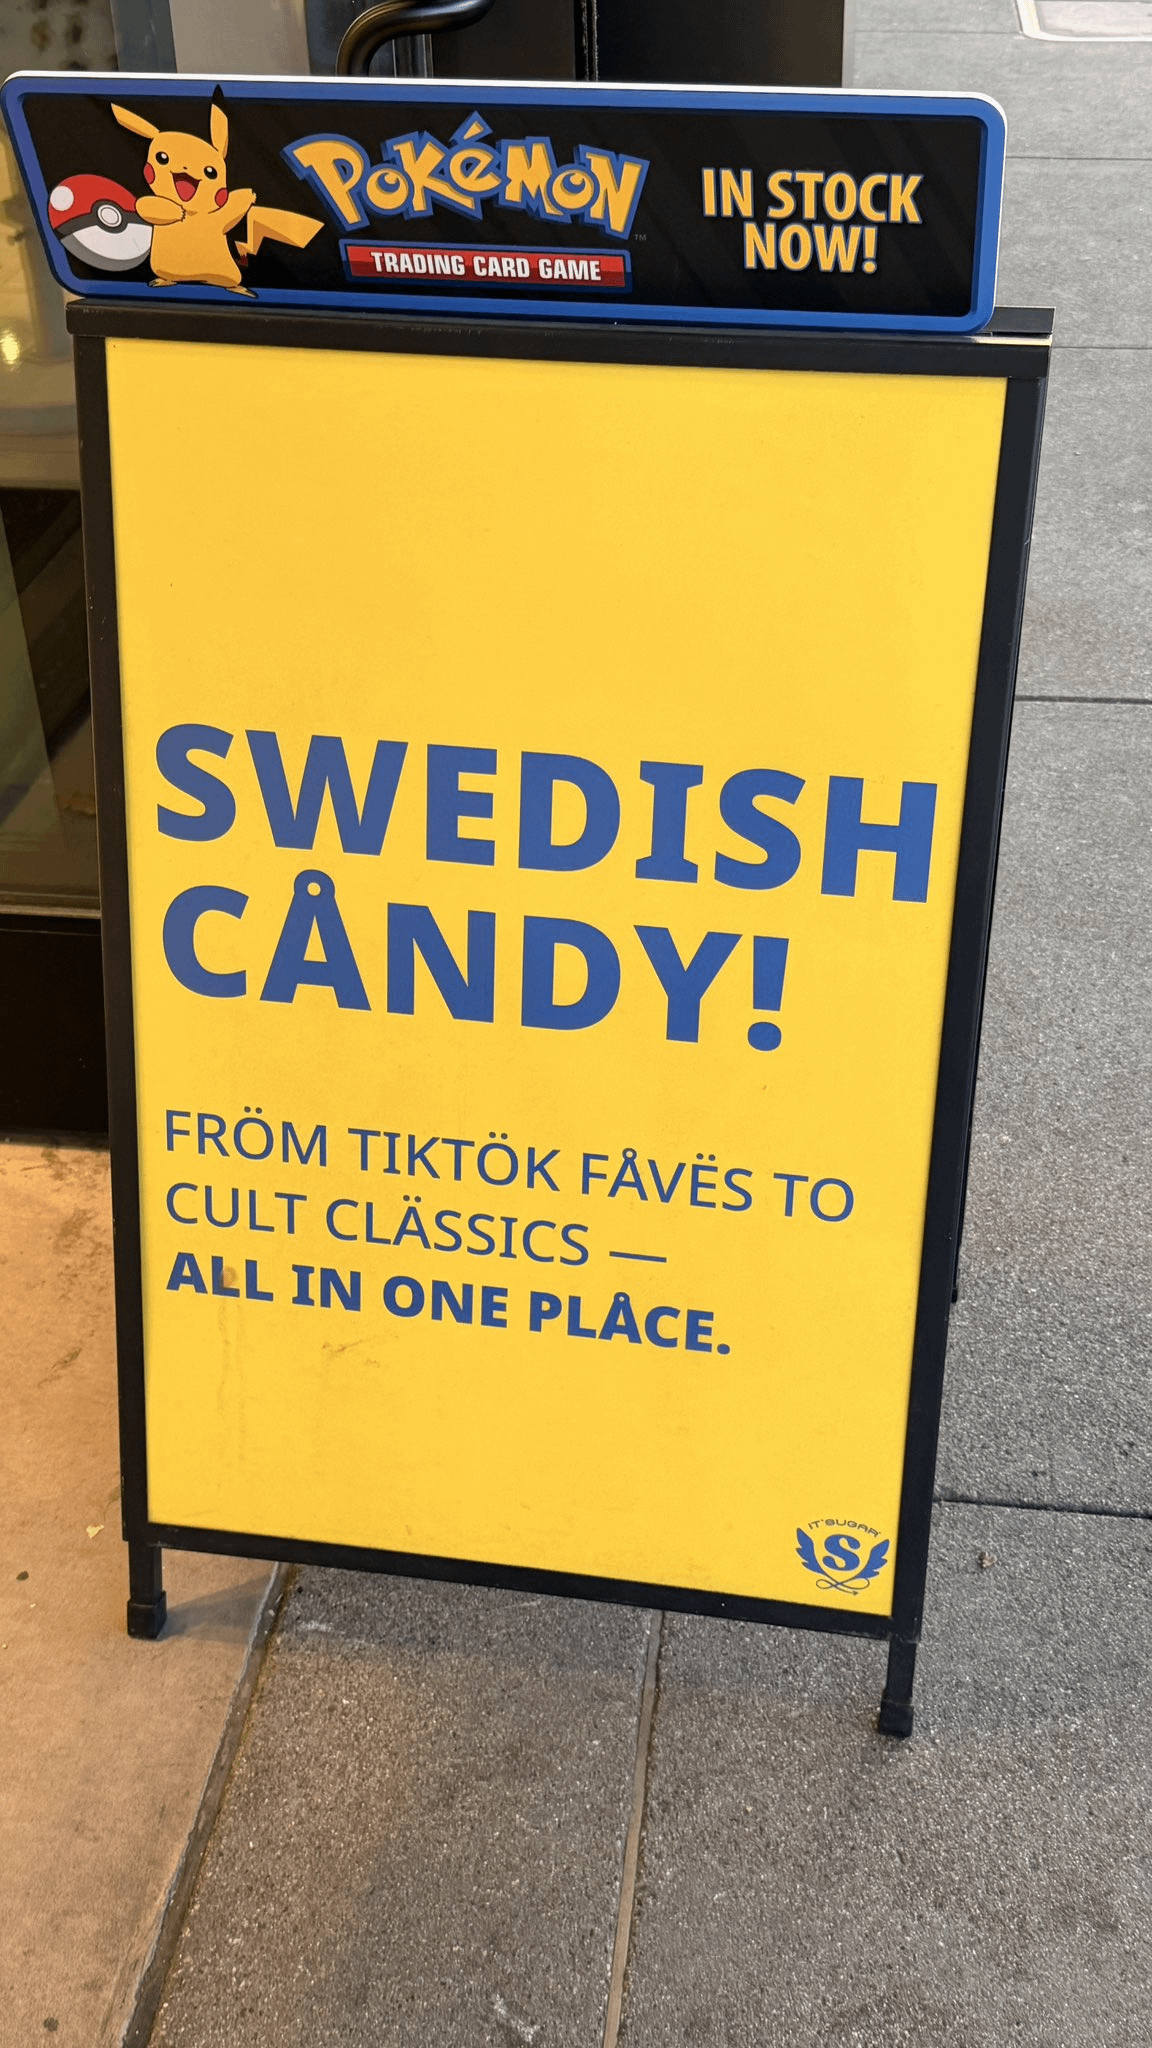 POKéMON
TRADING CARD GAME
IN STOCK
NOW!
SWEDISH
CÅNDY!
FRÖM TIKTÖK FÅVËS TO
CULT CLÄSSICS —
ALL IN ONE PLÅCE.
IT'SUGAR
S